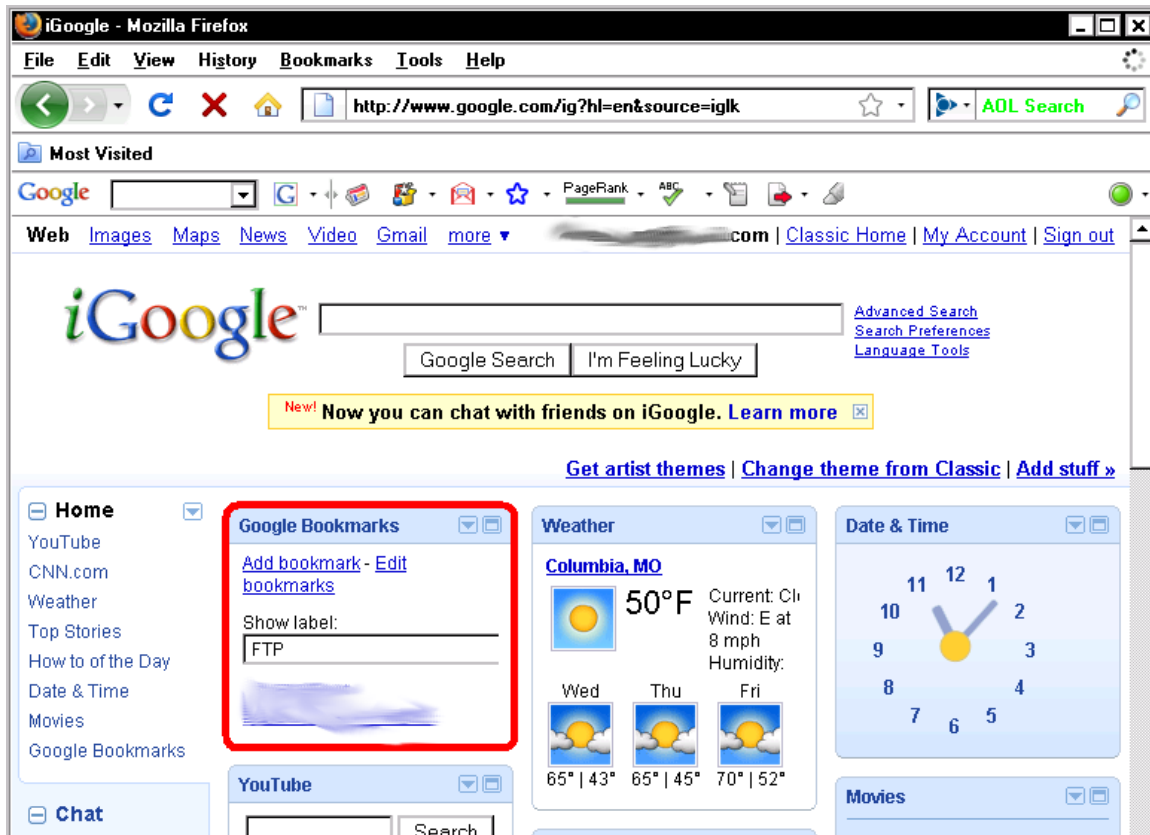 iGoogle - Mozilla Firefox
File Edit View History Bookmarks Tools Help
http://www.google.com/ig?hl=en&source=iglk
AOL Search
Most Visited
Google
G
PageRank
ABC
Web Images Maps News Video Gmail more ▼ com | Classic Home | My Account | Sign out
iGoogle™
Advanced Search
Search Preferences
Language Tools
Google Search I'm Feeling Lucky
New! Now you can chat with friends on iGoogle. Learn more
Get artist themes | Change theme from Classic | Add stuff »
Home
YouTube
CNN.com
Weather
Top Stories
How to of the Day
Date & Time
Movies
Google Bookmarks
Chat
Google Bookmarks
Add bookmark - Edit
bookmarks
Show label:
FTP
YouTube
Search
Weather
Columbia, MO
50°F
Current:
Wind: E at
8 mph
Humidity:
Wed Thu Fri
65° | 43° 65° | 45° 70° | 52°
Date & Time
12
11 1
10 2
9 3
8 4
7 5
6
Movies